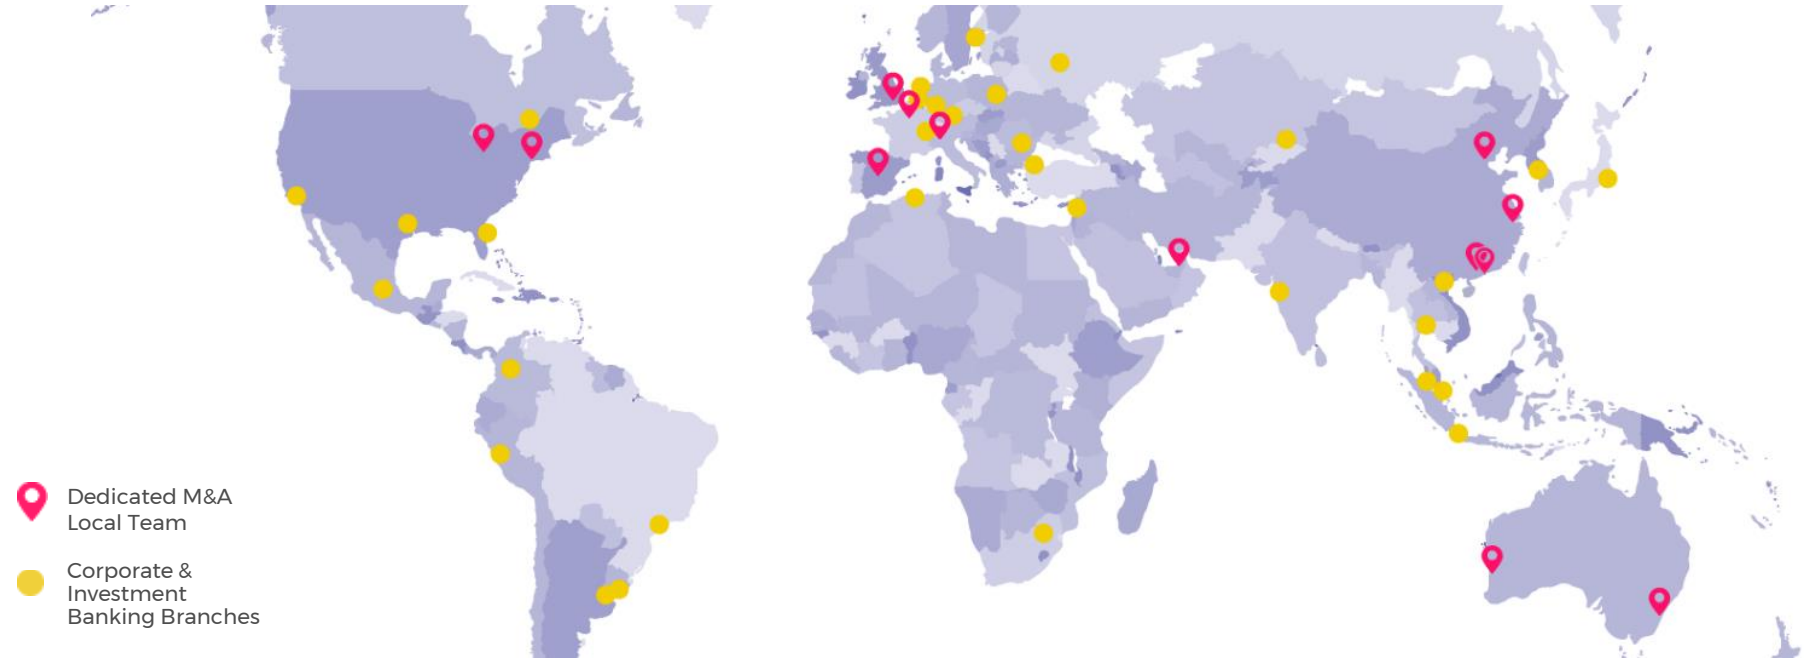 Dedicated M&A
Local Team
Corporate &
Investment
Banking Branches